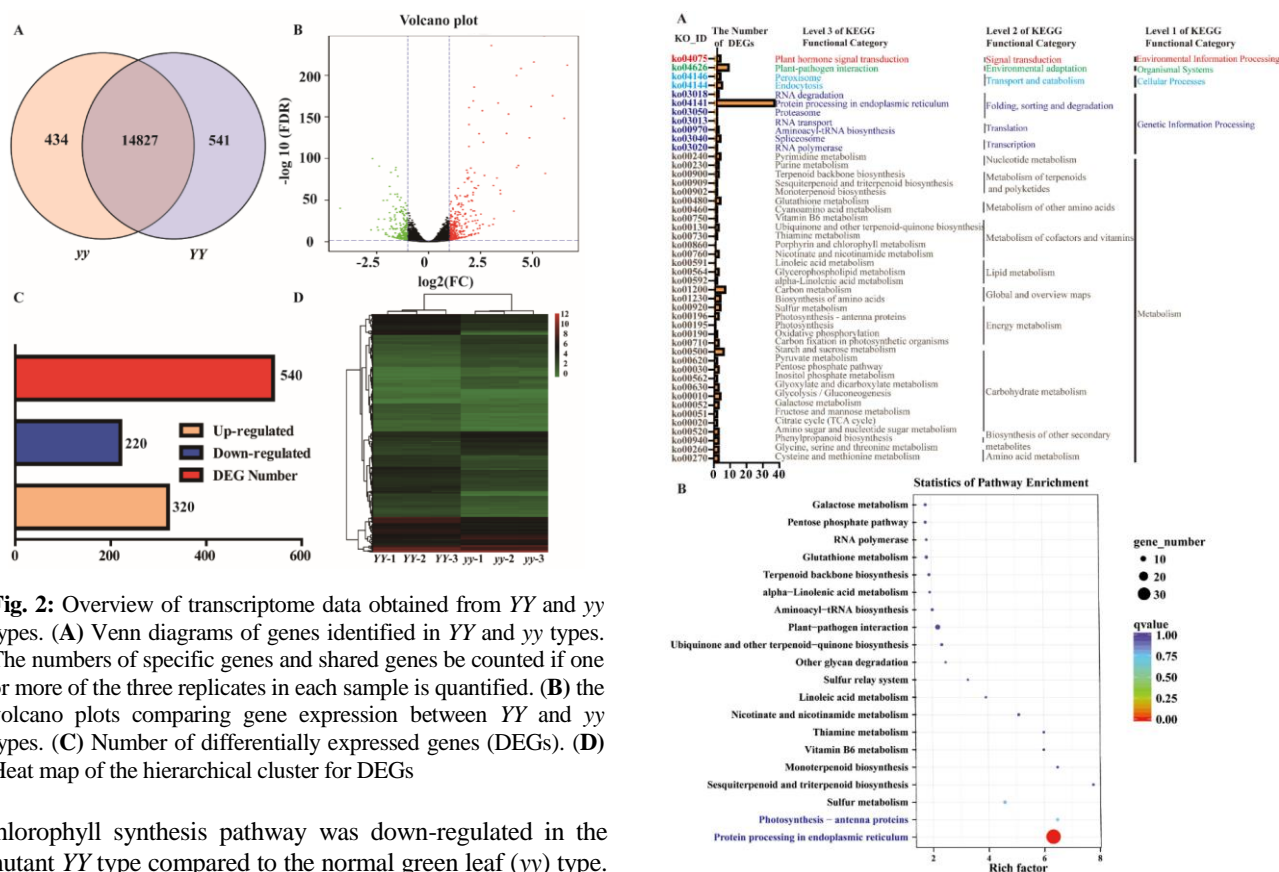 A
434
14827
541
yy
YY
B
Volcano plot
-log 10 (FDR)
200
150
100
50
0
-2.5
0
2.5
5.0
log2(FC)
C
540
220
320
Up-regulated
Down-regulated
DEG Number
0
200
400
600
D
12
10
8
6
4
2
0
YY-1 YY-2 YY-3 yy-1 yy-2 yy-3
ig. 2: Overview of transcriptome data obtained from YY and yy
ypes. (A) Venn diagrams of genes identified in YY and yy types.
he numbers of specific genes and shared genes be counted if one
r more of the three replicates in each sample is quantified. (B) the
olcano plots comparing gene expression between YY and yy
ypes. (C) Number of differentially expressed genes (DEGs). (D)
Heat map of the hierarchical cluster for DEGs
hlorophyll synthesis pathway was down-regulated in the
nutant YY type compared to the normal green leaf (yy) type.
A
KO_ID
The Number
of DEGs
Level 3 of KEGG
Functional Category
Level 2 of KEGG
Functional Category
Level 1 of KEGG
Functional Category
ko04075 Plant hormone signal transduction
ko04626 Plant-pathogen interaction
ko04146 Peroxisome
ko04144 Endocytosis
ko03018 RNA degradation
ko04141 Protein processing in endoplasmic reticulum
ko03050 Proteasome
ko03013 RNA transport
ko00970 Aminoacyl-tRNA biosynthesis
ko03040 Spliceosome
ko03020 RNA polymerase
ko00240 Pyrimidine metabolism
ko00230 Purine metabolism
ko00900 Terpenoid backbone biosynthesis
ko00909 Sesquiterpenoid and triterpenoid biosynthesis
ko00902 Monoterpenoid biosynthesis
ko00480 Glutathione metabolism
ko00460 Cyanoamino acid metabolism
ko00750 Vitamin B6 metabolism
ko00130 Ubiquinone and other terpenoid-quinone biosynthesis
ko00730 Thiamine metabolism
ko00860 Porphyrin and chlorophyll metabolism
ko00760 Nicotinate and nicotinamide metabolism
ko00591 Linoleic acid metabolism
ko00564 Glycerophospholipid metabolism
ko00592 alpha-Linolenic acid metabolism
ko01200 Carbon metabolism
ko01230 Biosynthesis of amino acids
ko00920 Sulfur metabolism
ko00196 Photosynthesis - antenna proteins
ko00195 Photosynthesis
ko00190 Oxidative phosphorylation
ko00710 Carbon fixation in photosynthetic organisms
ko00500 Starch and sucrose metabolism
ko00620 Pyruvate metabolism
ko00030 Pentose phosphate pathway
ko00562 Inositol phosphate metabolism
ko00630 Glyoxylate and dicarboxylate metabolism
ko00010 Glycolysis / Gluconeogenesis
ko00052 Galactose metabolism
ko00051 Fructose and mannose metabolism
ko00020 Citrate cycle (TCA cycle)
ko00520 Amino sugar and nucleotide sugar metabolism
ko00940 Phenylpropanoid biosynthesis
ko00260 Glycine, serine and threonine metabolism
ko00270 Cysteine and methionine metabolism
0 10 20 30 40
Signal transduction
Environmental adaptation
Transport and catabolism
Folding, sorting and degradation
Translation
Transcription
Nucleotide metabolism
Metabolism of terpenoids
and polyketides
Metabolism of other amino acids
Metabolism of cofactors and vitamins
Lipid metabolism
Global and overview maps
Energy metabolism
Carbohydrate metabolism
Biosynthesis of other secondary
metabolites
Amino acid metabolism
Environmental Information Processing
Organismal Systems
Cellular Processes
Genetic Information Processing
Metabolism
B
Statistics of Pathway Enrichment
Galactose metabolism
Pentose phosphate pathway
RNA polymerase
Glutathione metabolism
Terpenoid backbone biosynthesis
alpha−Linolenic acid metabolism
Aminoacyl−tRNA biosynthesis
Plant−pathogen interaction
Ubiquinone and other terpenoid−quinone biosynthesis
Other glycan degradation
Sulfur relay system
Linoleic acid metabolism
Nicotinate and nicotinamide metabolism
Thiamine metabolism
Vitamin B6 metabolism
Monoterpenoid biosynthesis
Sesquiterpenoid and triterpenoid biosynthesis
Sulfur metabolism
Photosynthesis − antenna proteins
Protein processing in endoplasmic reticulum
2 4 6 8
Rich factor
gene_number
10
20
30
qvalue
1.00
0.75
0.50
0.25
0.00